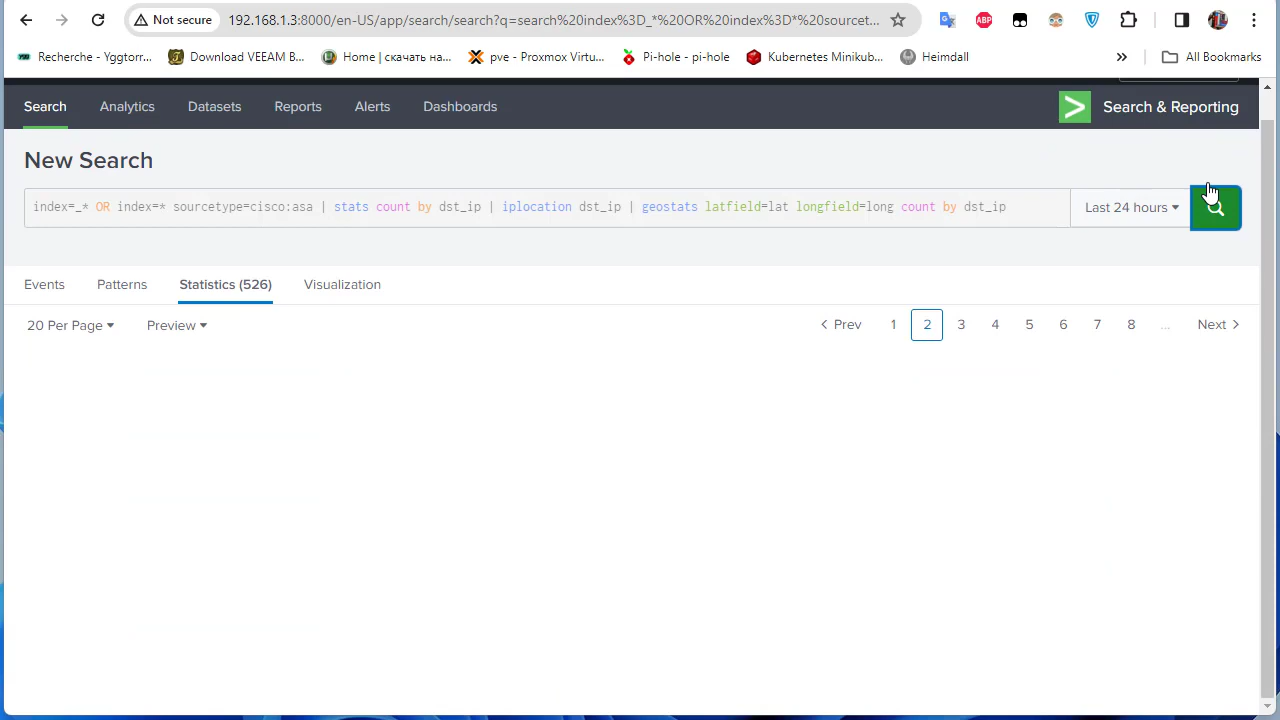 Not secure
192.168.1.3:8000/en-US/app/search/search?q=search%20index%3D_*%20OR%20index%3D*%20sourcet...
ABP
Recherche - Yggtorr...
Download VEEAM B...
Home | скачать на...
pve - Proxmox Virtu...
Pi-hole - pi-hole
Kubernetes Minikub...
Heimdall
»
All Bookmarks
Search
Analytics
Datasets
Reports
Alerts
Dashboards
Search & Reporting
New Search
index=_* OR index=* sourcetype=cisco:asa | stats count by dst_ip | iplocation dst_ip | geostats latfield=lat longfield=long count by dst_ip
Last 24 hours
Events
Patterns
Statistics (526)
Visualization
20 Per Page
Preview
< Prev
1
2
3
4
5
6
7
8
...
Next >